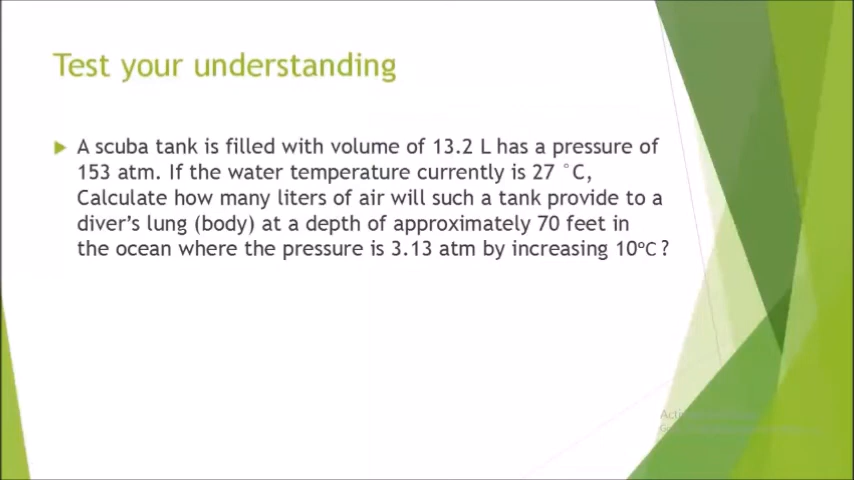 Test your understanding
A scuba tank is filled with volume of 13.2 L has a pressure of
153 atm. If the water temperature currently is 27 °C,
Calculate how many liters of air will such a tank provide to a
diver’s lung (body) at a depth of approximately 70 feet in
the ocean where the pressure is 3.13 atm by increasing 10ºC ?